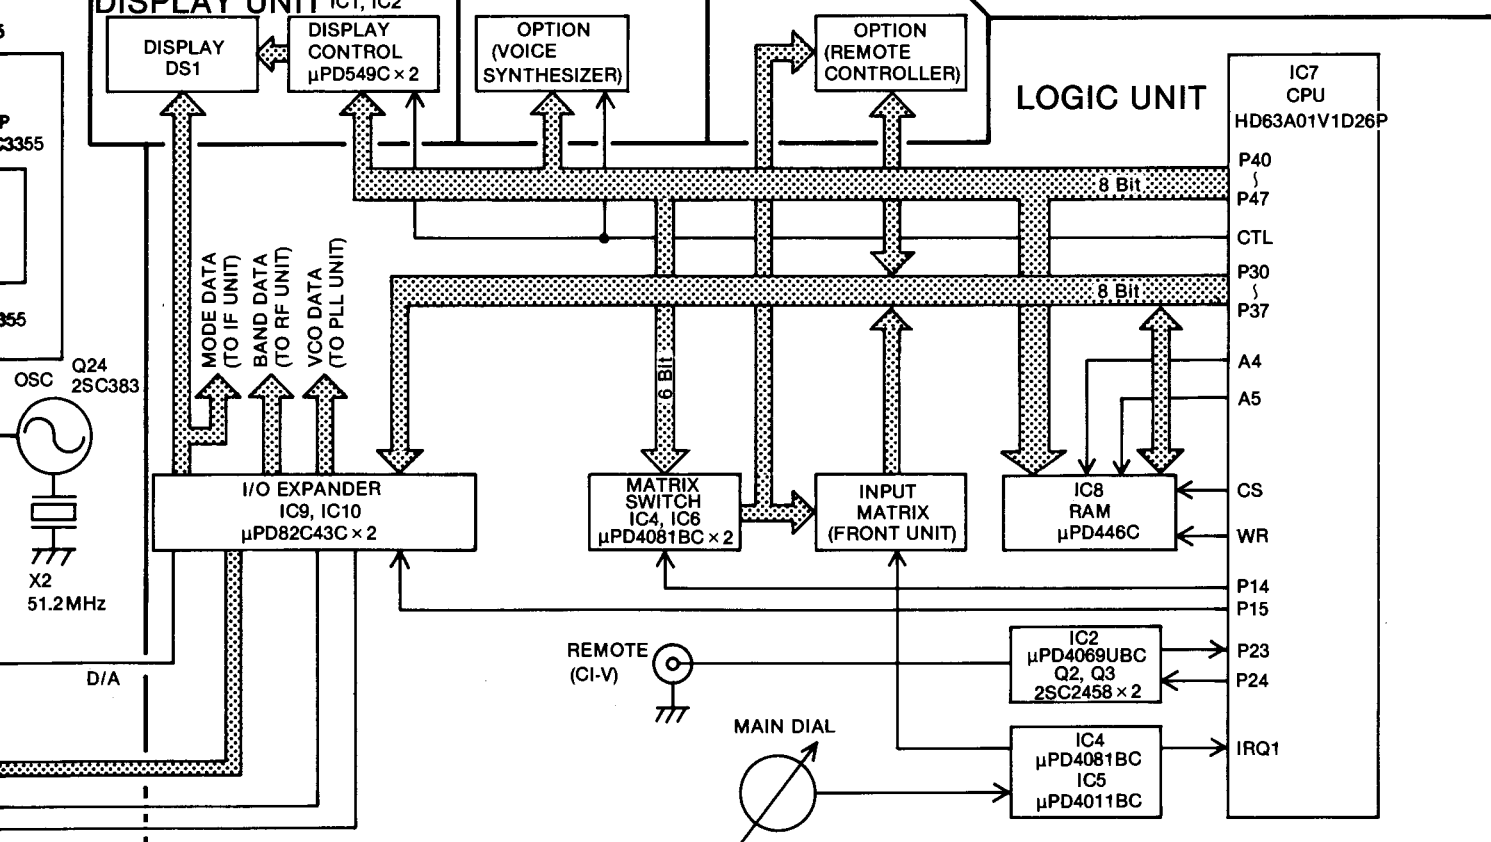 DISPLAY UNIT IC1, IC2
DISPLAY
DS1
DISPLAY
CONTROL
μPD549C×2
OPTION
(VOICE
SYNTHESIZER)
OPTION
(REMOTE
CONTROLLER)
LOGIC UNIT
IC7
CPU
HD63A01V1D26P
P40
~
P47
8 Bit
CTL
P30
~
P37
8 Bit
A4
A5
CS
WR
P14
P15
P23
P24
IRQ1
5
P
C3355
355
OSC
Q24
2SC383
X2
51.2MHz
MODE DATA
(TO IF UNIT)
BAND DATA
(TO RF UNIT)
VCO DATA
(TO PLL UNIT)
6 Bit
I/O EXPANDER
IC9, IC10
μPD82C43C×2
MATRIX
SWITCH
IC4, IC6
μPD4081BC×2
INPUT
MATRIX
(FRONT UNIT)
IC8
RAM
μPD446C
D/A
REMOTE
(CI-V)
IC2
μPD4069UBC
Q2, Q3
2SC2458×2
MAIN DIAL
IC4
μPD4081BC
IC5
μPD4011BC